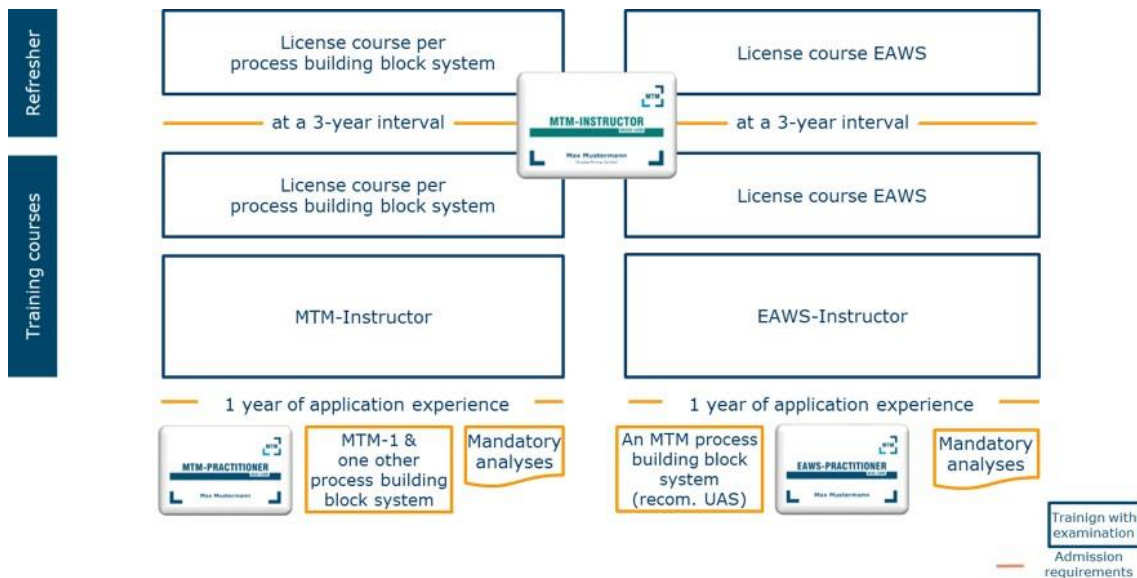 Refresher
License course per
process building block system
License course EAWS
at a 3-year interval
at a 3-year interval
MTM
MTM-INSTRUCTOR
Max Mustermann
Training courses
License course per
process building block system
License course EAWS
MTM-Instructor
EAWS-Instructor
1 year of application experience
1 year of application experience
MTM
MTM-PRACTITIONER
Max Mustermann
MTM-1 &
one other
process building
block system
Mandatory
analyses
An MTM process
building block
system
(recom. UAS)
MTM
EAWS-PRACTITIONER
Max Mustermann
Mandatory
analyses
Trainign with
examination
Admission
requirements